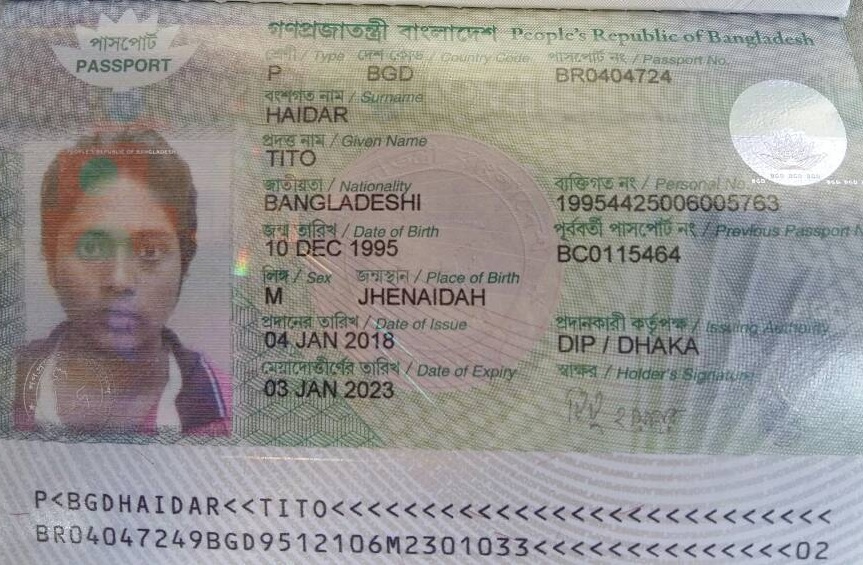 পাসপোর্ট
PASSPORT
গণপ্রজাতন্ত্রী বাংলাদেশ People's Republic of Bangladesh
শ্রেণী / Type দেশ কোড / Country Code পাসপোর্ট নং / Passport No.
P BGD BR0404724
বংশগত নাম / Surname
HAIDAR
প্রদত্ত নাম / Given Name
TITO
জাতীয়তা / Nationality ব্যক্তিগত নং / Personal No.
BANGLADESHI 19954425006005763
জন্ম তারিখ / Date of Birth পূর্ববর্তী পাসপোর্ট নং / Previous Passport N
10 DEC 1995 BC0115464
লিঙ্গ / Sex জন্মস্থান / Place of Birth
M JHENAIDAH
প্রদানের তারিখ / Date of Issue প্রদানকারী কর্তৃপক্ষ / Issuing Authority
04 JAN 2018 DIP / DHAKA
মেয়াদোত্তীর্ণের তারিখ / Date of Expiry স্বাক্ষর / Holder's Signature
03 JAN 2023
P<BGDHAIDAR<<TITO<<<<<<<<<<<<<<<<<<<<<<<<<<<
BR04047249BGD9512106M2301033<<<<<<<<<<<<<<02